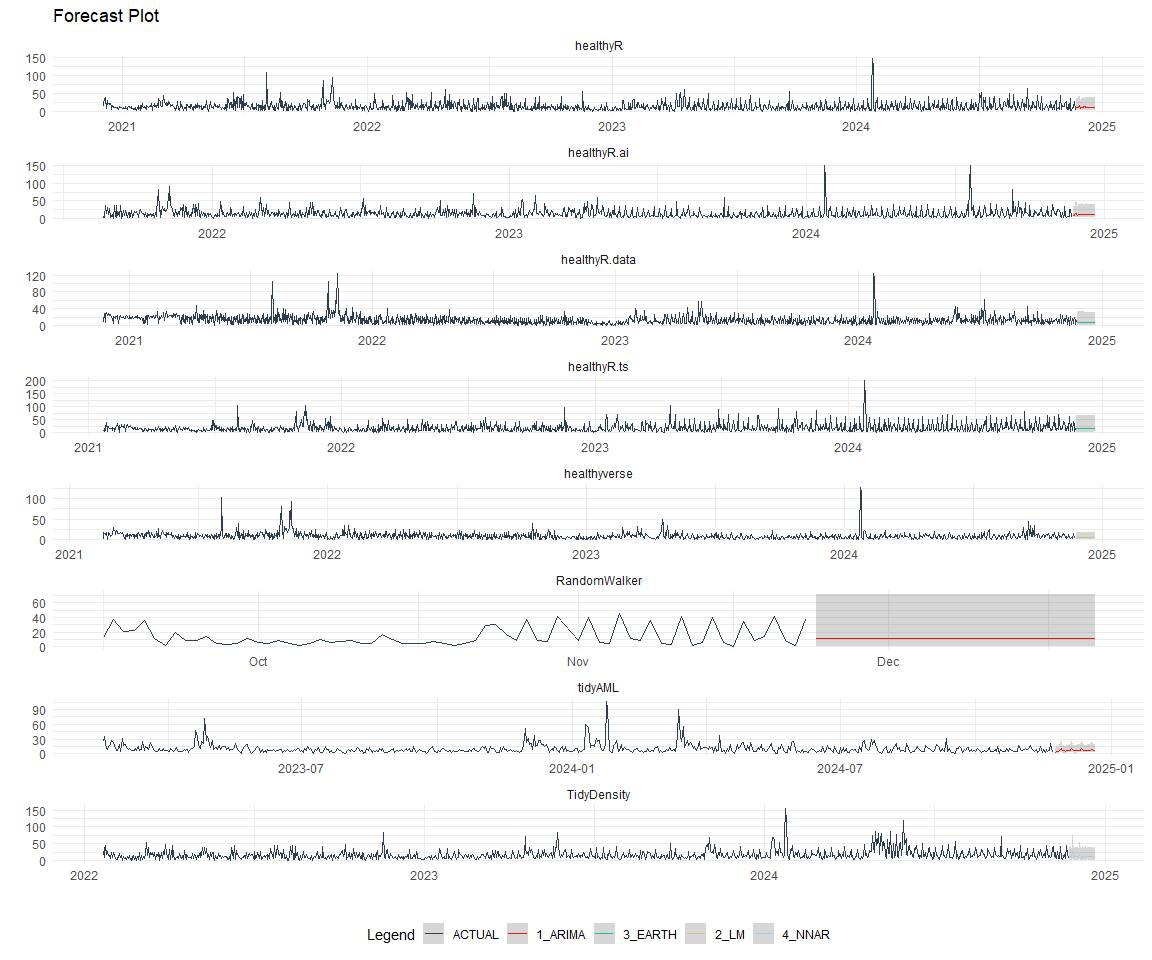 Forecast Plot
healthyR
150
100
50
0
2021 2022 2023 2024 2025
healthyR.ai
150
100
50
0
2022 2023 2024 2025
healthyR.data
120
80
40
0
2021 2022 2023 2024 2025
healthyR.ts
200
150
100
50
0
2021 2022 2023 2024 2025
healthyverse
100
50
0
2021 2022 2023 2024 2025
RandomWalker
60
40
20
0
Oct Nov Dec
tidyAML
90
60
30
0
2023-07 2024-01 2024-07 2025-01
TidyDensity
150
100
50
0
2022 2023 2024 2025
Legend ACTUAL 1_ARIMA 3_EARTH 2_LM 4_NNAR